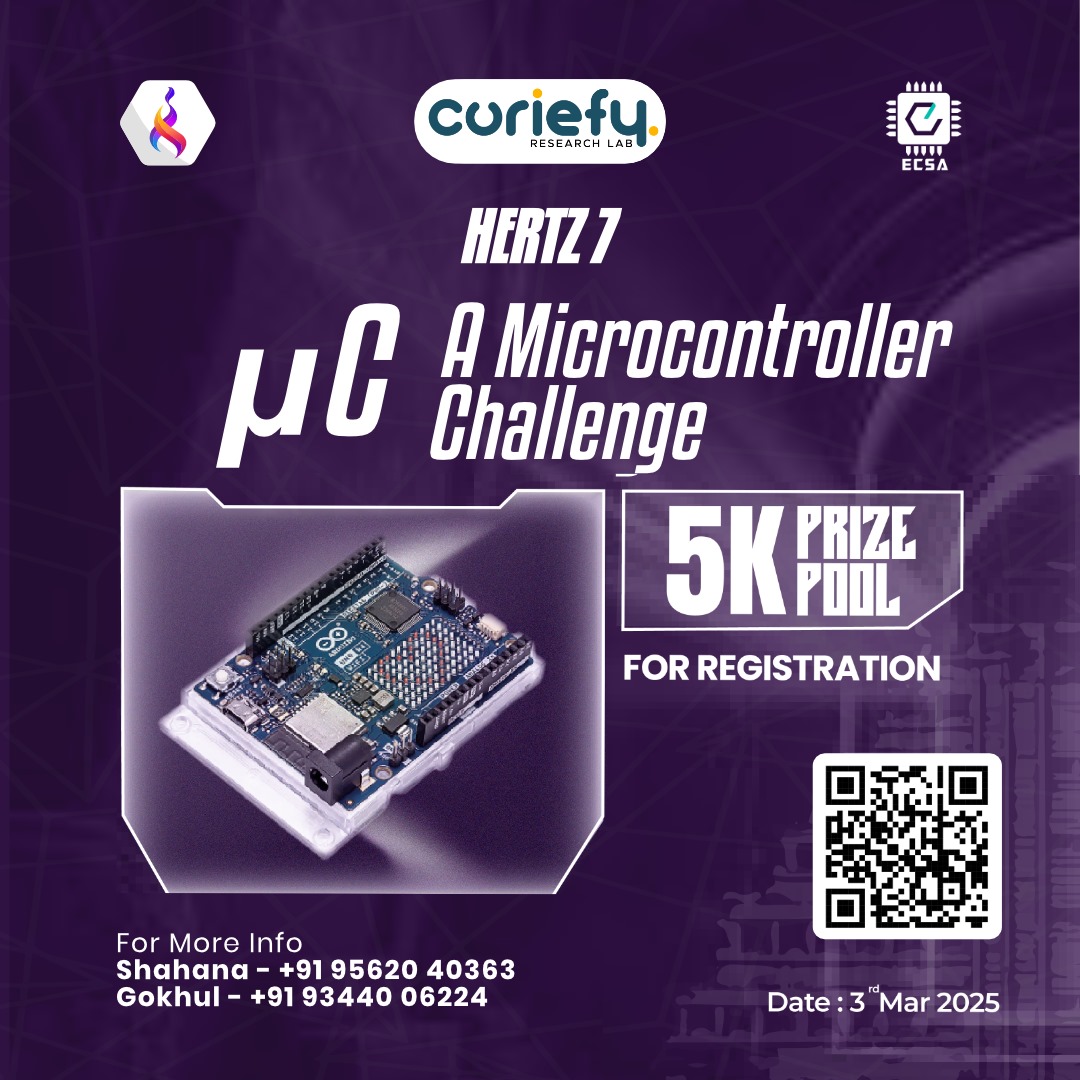 curiefy.
RESEARCH LAB
ECSA
HERTZ 7
µC
A Microcontroller
Challenge
5K PRIZE
POOL
FOR REGISTRATION
ARDUINO
For More Info
Shahana - +91 95620 40363
Gokhul - +91 93440 06224
Date : 3rd Mar 2025